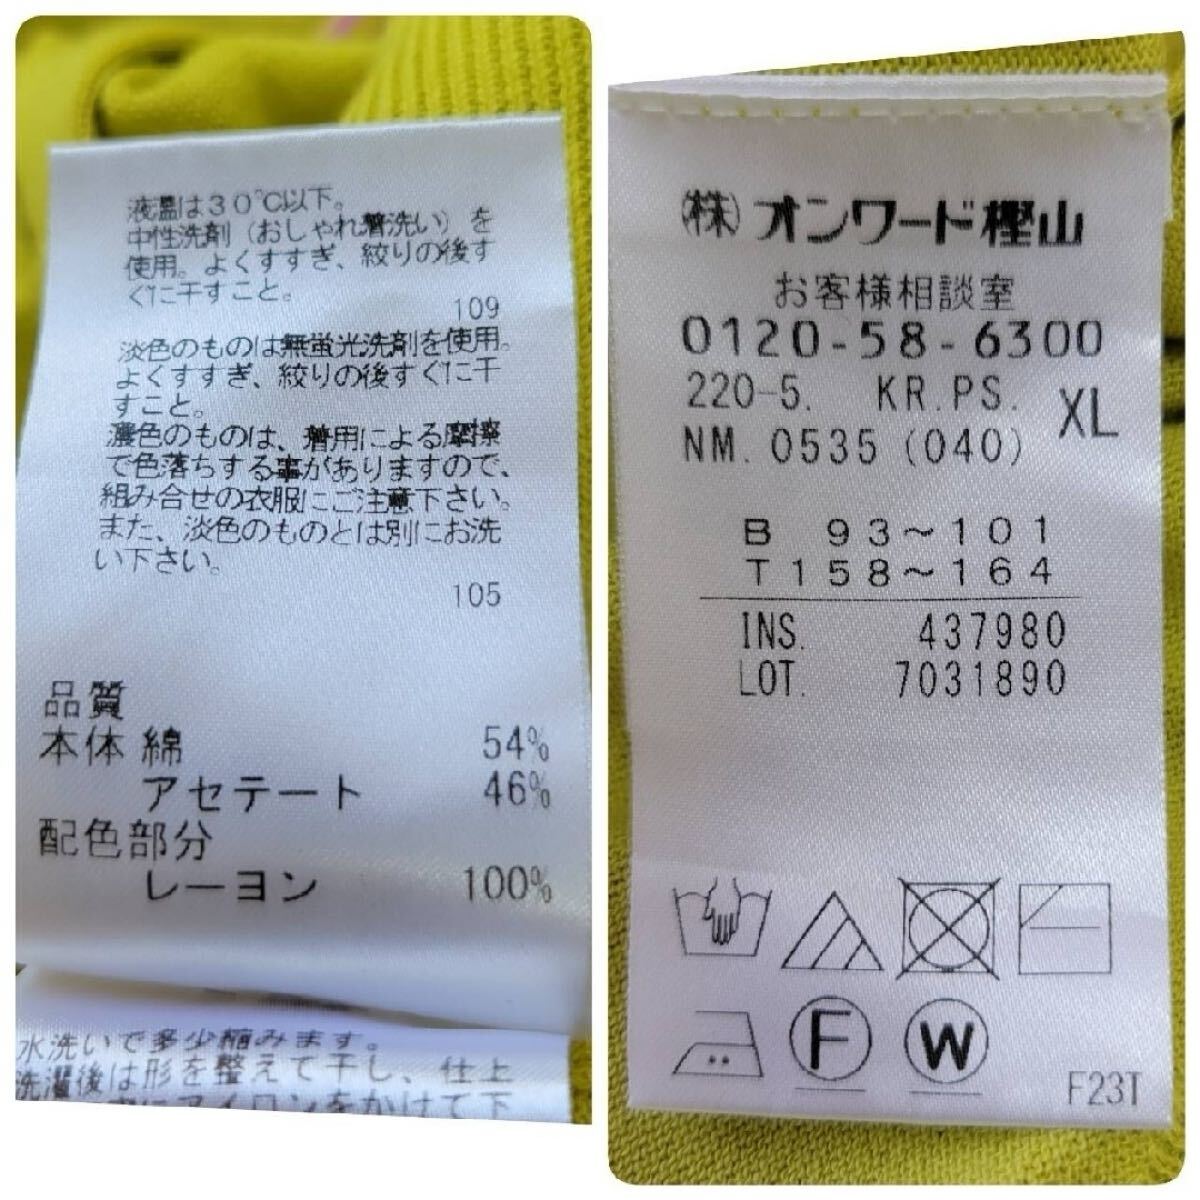 液温は30℃以下。
中性洗剤（おしゃれ着洗い）を
使用。よくすすぎ、絞りの後す
ぐに干すこと。
109
淡色のものは無蛍光洗剤を使用。
よくすすぎ、絞りの後すぐに干
すこと。
濃色のものは、着用による摩擦
で色落ちする事がありますので、
組み合せの衣服にご注意下さい。
また、淡色のものとは別にお洗
い下さい。
105
品質
本体 綿 54%
アセテート 46%
配色部分
レーヨン 100%
水洗いで多少縮みます。
洗濯後は形を整えて干し、仕上
にアイロンをかけて下
㈱オンワード樫山
お客様相談室
0120-58-6300
220-5. KR.PS. XL
NM. 0535 (040)
B 93～101
T158～164
INS. 437980
LOT. 7031890
F W
F23T